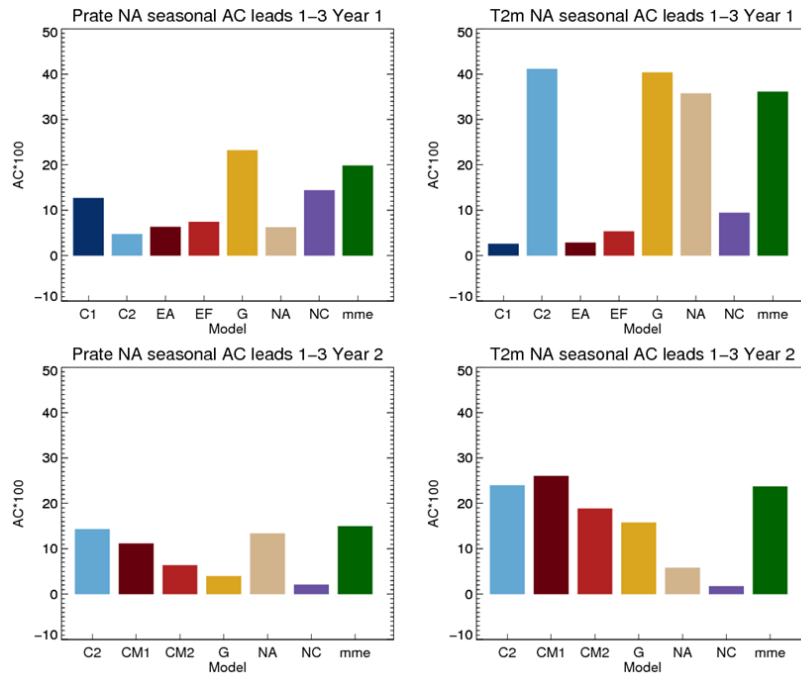 Prate NA seasonal AC leads 1-3 Year 1
50
40
30
20
10
0
-10
AC*100
C1 C2 EA EF G NA NC mme
Model
T2m NA seasonal AC leads 1-3 Year 1
50
40
30
20
10
0
-10
AC*100
C1 C2 EA EF G NA NC mme
Model
Prate NA seasonal AC leads 1-3 Year 2
50
40
30
20
10
0
-10
AC*100
C2 CM1 CM2 G NA NC mme
Model
T2m NA seasonal AC leads 1-3 Year 2
50
40
30
20
10
0
-10
AC*100
C2 CM1 CM2 G NA NC mme
Model